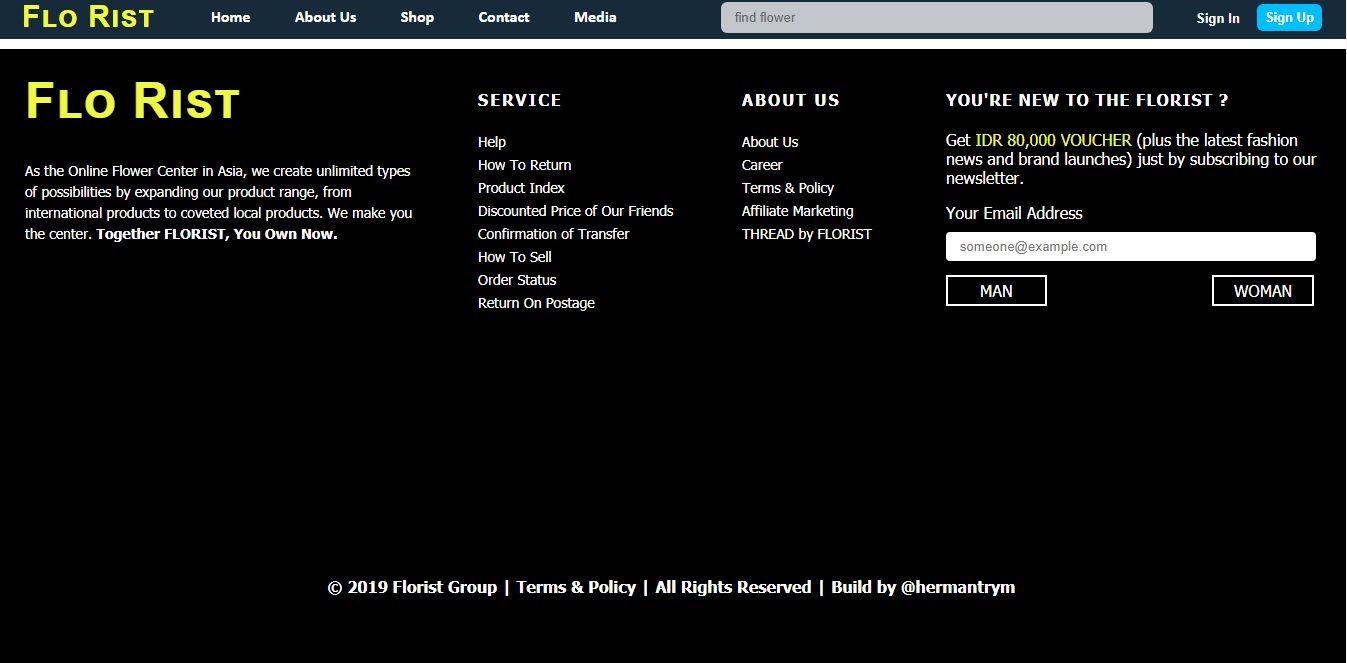 FLO RIST
Home About Us Shop Contact Media find flower Sign In Sign Up
FLO RIST
As the Online Flower Center in Asia, we create unlimited types
of possibilities by expanding our product range, from
international products to coveted local products. We make you
the center. Together FLORIST, You Own Now.
SERVICE
Help
How To Return
Product Index
Discounted Price of Our Friends
Confirmation of Transfer
How To Sell
Order Status
Return On Postage
ABOUT US
About Us
Career
Terms & Policy
Affiliate Marketing
THREAD by FLORIST
YOU'RE NEW TO THE FLORIST ?
Get IDR 80,000 VOUCHER (plus the latest fashion
news and brand launches) just by subscribing to our
newsletter.
Your Email Address
someone@example.com
MAN WOMAN
© 2019 Florist Group | Terms & Policy | All Rights Reserved | Build by @hermantrym